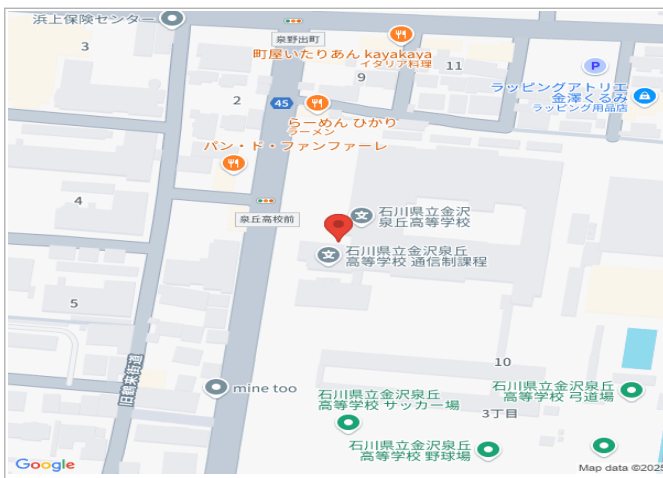 浜上保険センター
3
泉野出町
町屋いたりあん kayakaya
イタリア料理
9
11
P
ラッピングアトリエ
金澤くるみ
ラッピング用品店
2
45
らーめん ひかり
ラーメン
パン・ド・ファンファーレ
4
泉丘高校前
石川県立金沢
泉丘高等学校
石川県立金沢泉丘
高等学校 通信制課程
5
旧鶴来街道
mine too
10
石川県立金沢泉丘
高等学校 サッカー場
石川県立金沢泉丘
高等学校 弓道場
3丁目
石川県立金沢泉丘
高等学校 野球場
Google
Map data ©2025